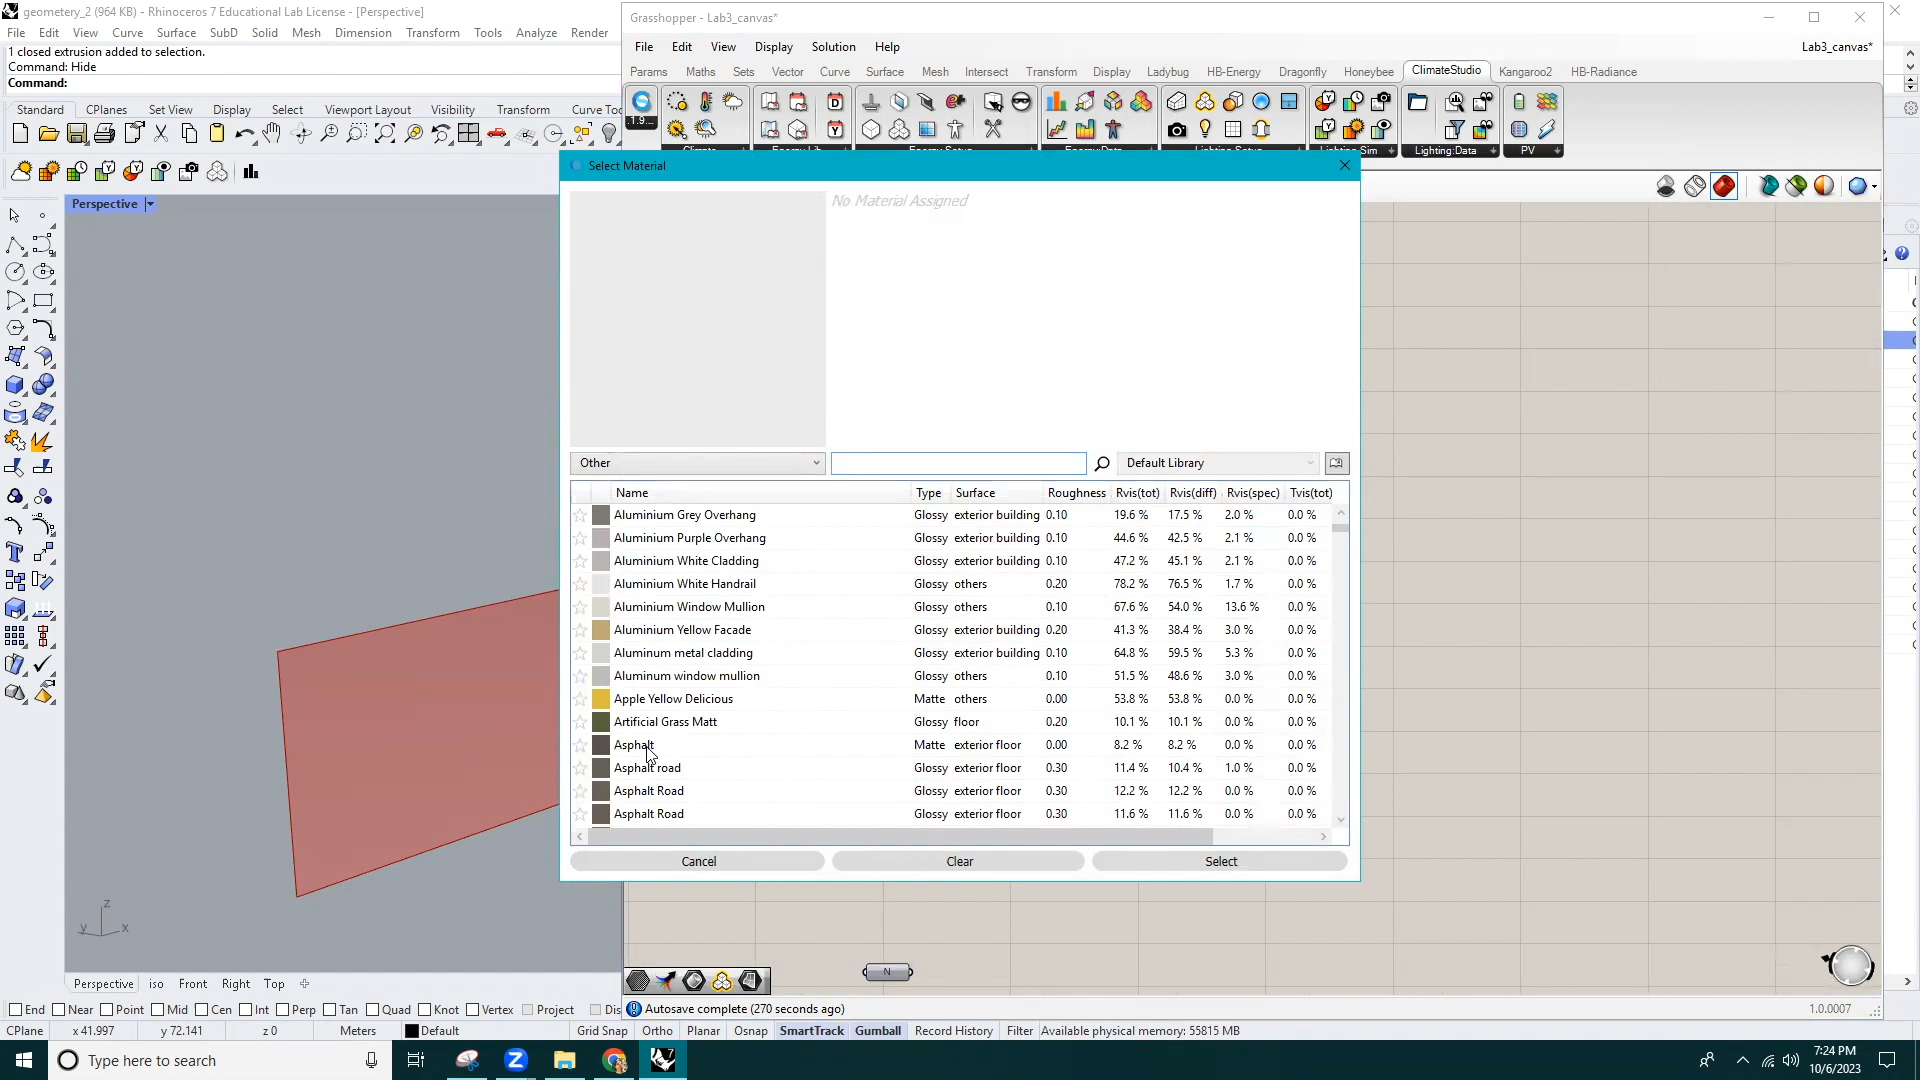 geometery_2 (964 KB) - Rhinoceros 7 Educational Lab License - [Perspective]
File Edit View Curve Surface SubD Solid Mesh Dimension Transform Tools Analyze Render
1 closed extrusion added to selection.
Command: Hide
Command:
Standard CPlanes Set View Display Select Viewport Layout Visibility Transform Curve Too
Grasshopper - Lab3_canvas*
File Edit View Display Solution Help Lab3_canvas*
Params Maths Sets Vector Curve Surface Mesh Intersect Transform Display Ladybug HB-Energy Dragonfly Honeybee ClimateStudio Kangaroo2 HB-Radiance
1.9...
D
Y
Lighting:Data PV
Perspective
Select Material
No Material Assigned
Other Default Library
Name Type Surface Roughness Rvis(tot) Rvis(diff) Rvis(spec) Tvis(tot)
Aluminium Grey Overhang Glossy exterior building 0.10 19.6 % 17.5 % 2.0 % 0.0 %
Aluminium Purple Overhang Glossy exterior building 0.10 44.6 % 42.5 % 2.1 % 0.0 %
Aluminium White Cladding Glossy exterior building 0.10 47.2 % 45.1 % 2.1 % 0.0 %
Aluminium White Handrail Glossy others 0.20 78.2 % 76.5 % 1.7 % 0.0 %
Aluminium Window Mullion Glossy others 0.10 67.6 % 54.0 % 13.6 % 0.0 %
Aluminium Yellow Facade Glossy exterior building 0.20 41.3 % 38.4 % 3.0 % 0.0 %
Aluminum metal cladding Glossy exterior building 0.10 64.8 % 59.5 % 5.3 % 0.0 %
Aluminum window mullion Glossy others 0.10 51.5 % 48.6 % 3.0 % 0.0 %
Apple Yellow Delicious Matte others 0.00 53.8 % 53.8 % 0.0 % 0.0 %
Artificial Grass Matt Glossy floor 0.20 10.1 % 10.1 % 0.0 % 0.0 %
Asphalt Matte exterior floor 0.00 8.2 % 8.2 % 0.0 % 0.0 %
Asphalt road Glossy exterior floor 0.30 11.4 % 10.4 % 1.0 % 0.0 %
Asphalt Road Glossy exterior floor 0.30 12.2 % 12.2 % 0.0 % 0.0 %
Asphalt Road Glossy exterior floor 0.30 11.6 % 11.6 % 0.0 % 0.0 %
Cancel Clear Select
z
y x
N
Perspective iso Front Right Top
End Near Point Mid Cen Int Perp Tan Quad Knot Vertex Project Dis
Autosave complete (270 seconds ago) 1.0.0007
CPlane x 41.997 y 72.141 z 0 Meters Default Grid Snap Ortho Planar Osnap SmartTrack Gumball Record History Filter Available physical memory: 55815 MB
Type here to search
7:24 PM
10/6/2023